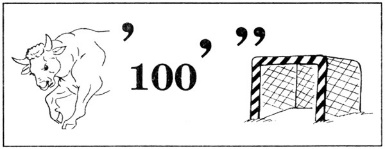 ’ 100 , ”